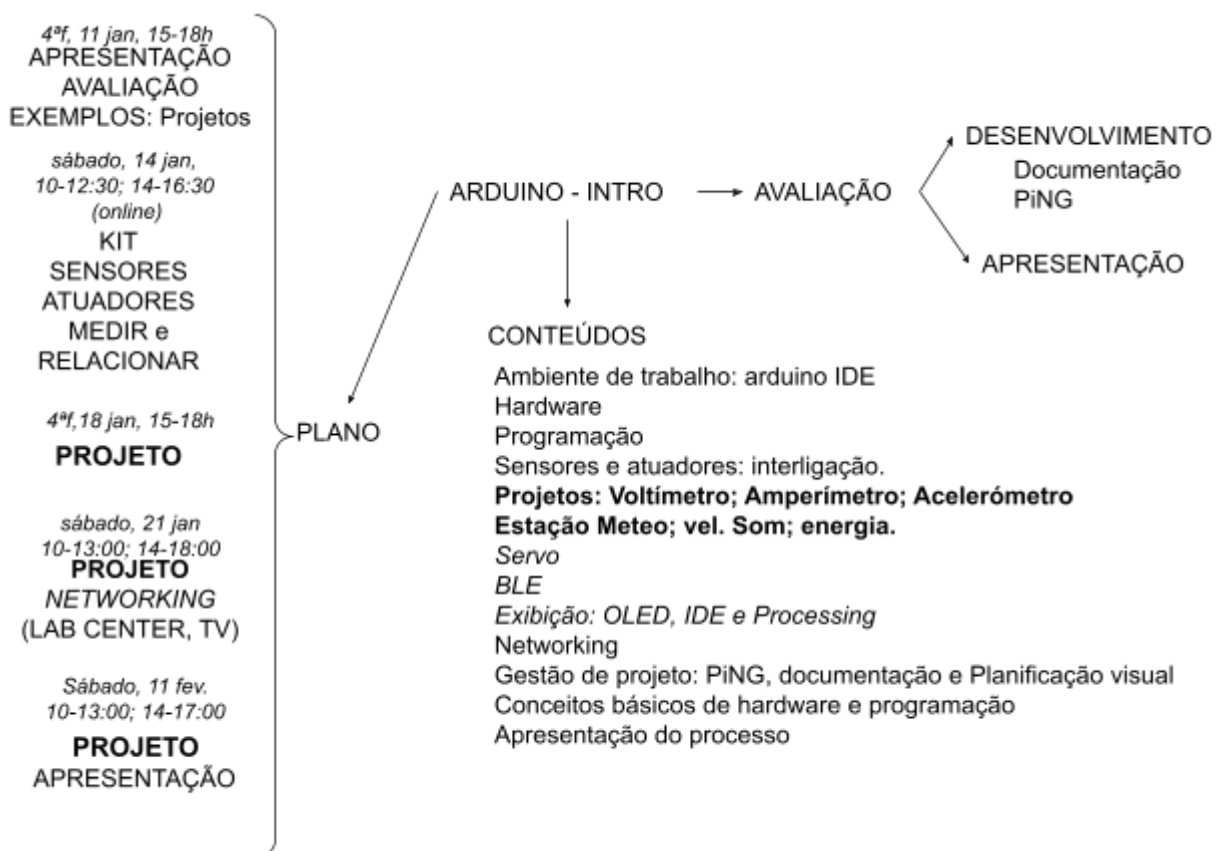 4ªf, 11 jan, 15-18h
APRESENTAÇÃO
AVALIAÇÃO
EXEMPLOS: Projetos
sábado, 14 jan,
10-12:30; 14-16:30
(online)
KIT
SENSORES
ATUADORES
MEDIR e
RELACIONAR
4ªf,18 jan, 15-18h
PROJETO
sábado, 21 jan
10-13:00; 14-18:00
PROJETO
NETWORKING
(LAB CENTER, TV)
Sábado, 11 fev.
10-13:00; 14-17:00
PROJETO
APRESENTAÇÃO
PLANO
ARDUINO - INTRO
AVALIAÇÃO
DESENVOLVIMENTO
Documentação
PiNG
APRESENTAÇÃO
CONTEÚDOS
Ambiente de trabalho: arduino IDE
Hardware
Programação
Sensores e atuadores: interligação.
Projetos: Voltímetro; Amperímetro; Acelerómetro
Estação Meteo; vel. Som; energia.
Servo
BLE
Exibição: OLED, IDE e Processing
Networking
Gestão de projeto: PiNG, documentação e Planificação visual
Conceitos básicos de hardware e programação
Apresentação do processo